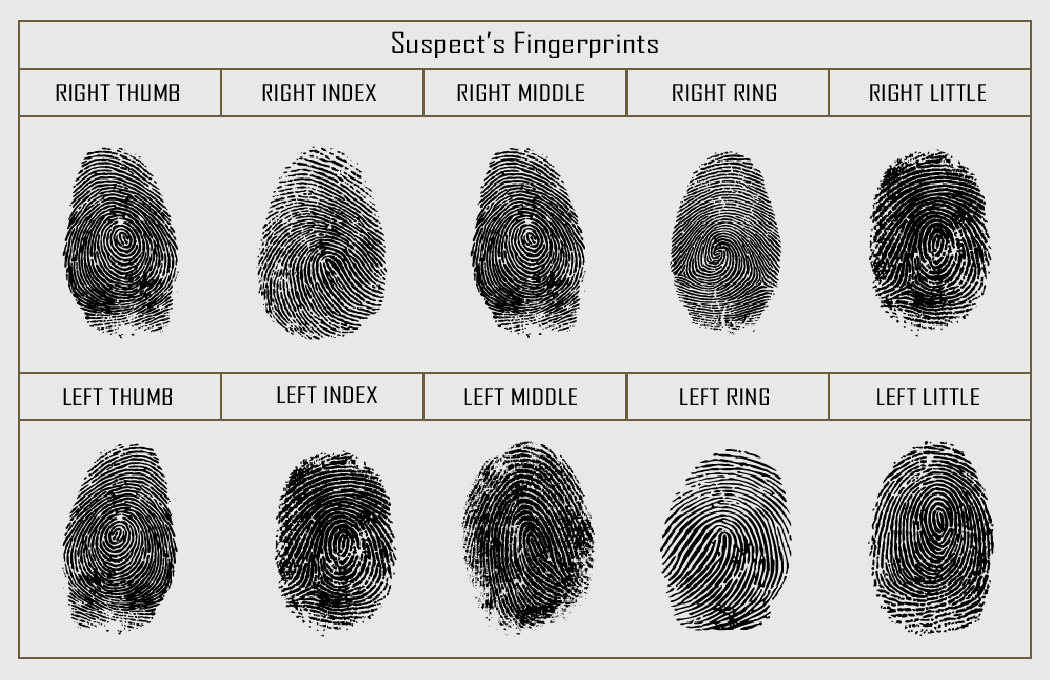 Suspect’s Fingerprints
RIGHT THUMB
RIGHT INDEX
RIGHT MIDDLE
RIGHT RING
RIGHT LITTLE
LEFT THUMB
LEFT INDEX
LEFT MIDDLE
LEFT RING
LEFT LITTLE